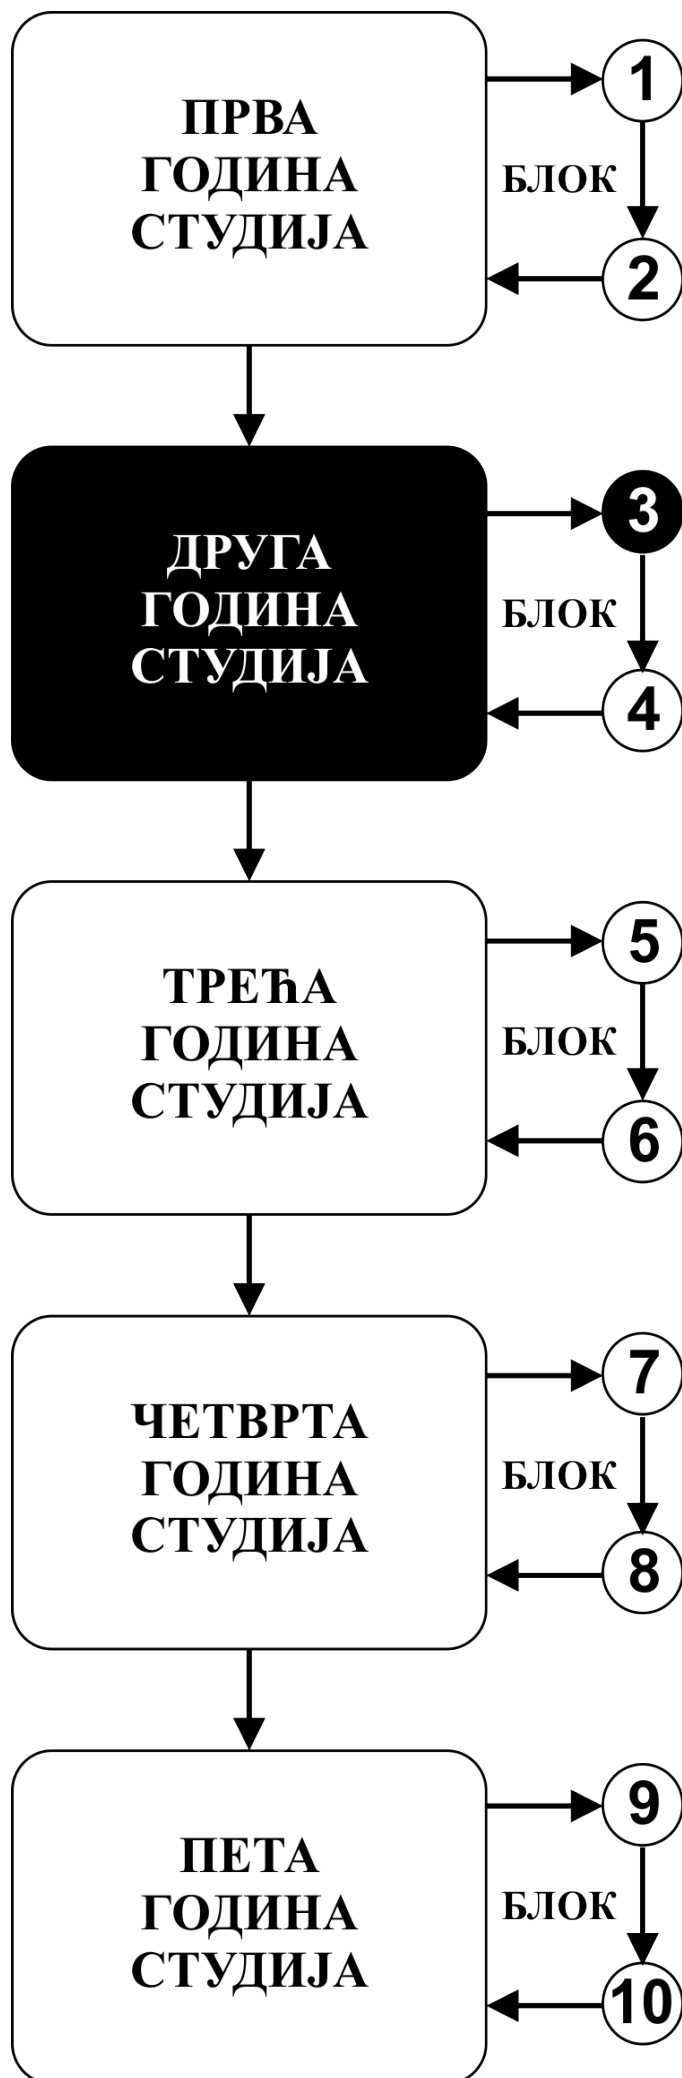 ПРВА
ГОДИНА
СТУДИЈА
1
БЛОК
2
ДРУГА
ГОДИНА
СТУДИЈА
3
БЛОК
4
ТРЕЋА
ГОДИНА
СТУДИЈА
5
БЛОК
6
ЧЕТВРТА
ГОДИНА
СТУДИЈА
7
БЛОК
8
ПЕТА
ГОДИНА
СТУДИЈА
9
БЛОК
10